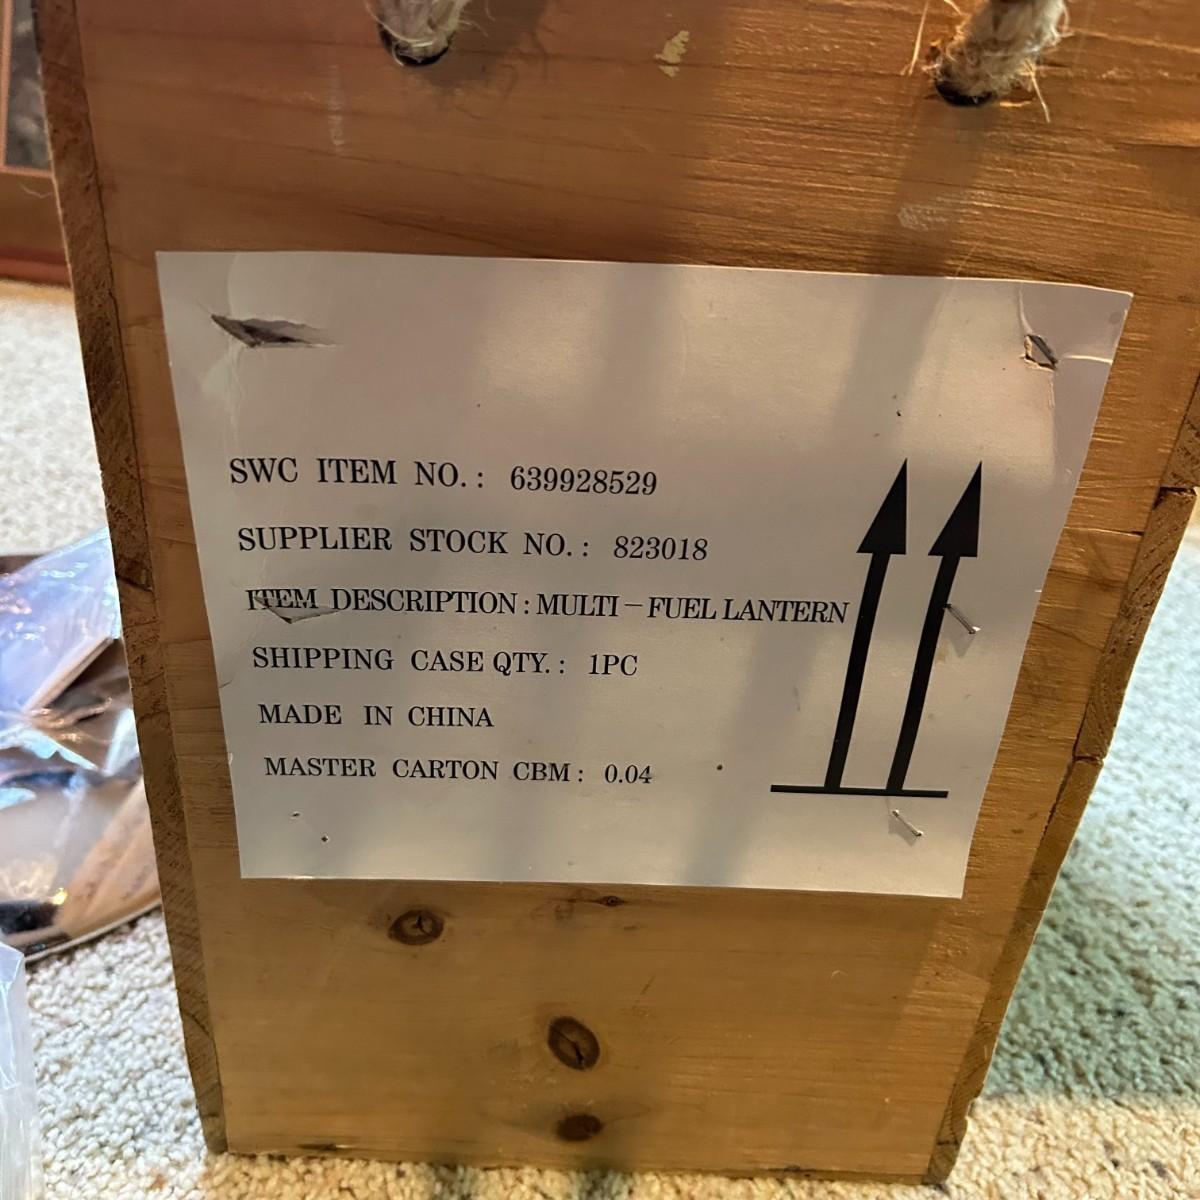 SWC ITEM NO.: 639928529
SUPPLIER STOCK NO.: 823018
ITEM DESCRIPTION: MULTI-FUEL LANTERN
SHIPPING CASE QTY.: 1PC
MADE IN CHINA
MASTER CARTON CBM: 0.04